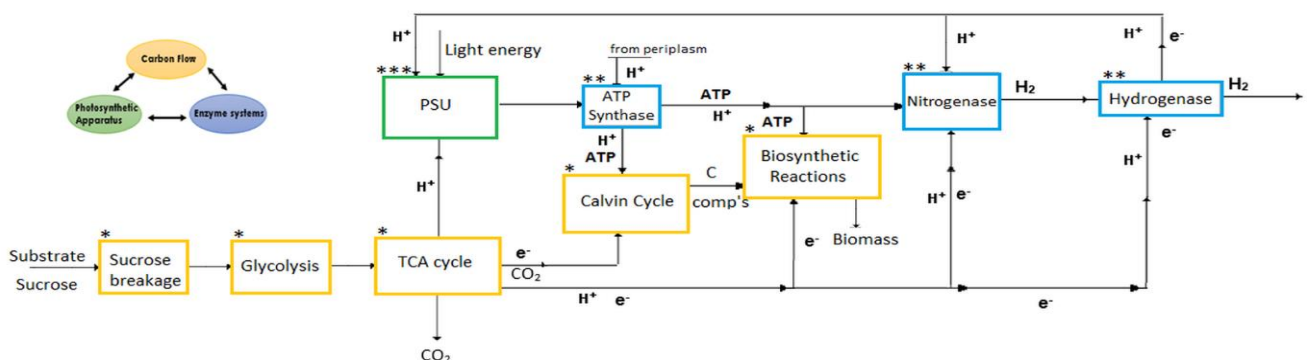 Carbon Flow
Photosynthetic
Apparatus
Enzyme systems
H⁺
Light energy
from periplasm
H⁺
***
PSU
**
ATP
Synthase
ATP
H⁺
H⁺
**
Nitrogenase
H₂
H⁺
e⁻
**
Hydrogenase
H₂
H⁺
ATP
ATP
*
Biosynthetic
Reactions
H⁺
*
Calvin Cycle
C
comp's
H⁺
e⁻
e⁻
H⁺
Biomass
e⁻
Substrate
Sucrose
*
Sucrose
breakage
*
Glycolysis
*
TCA cycle
e⁻
CO₂
H⁺
e⁻
e⁻
CO₂